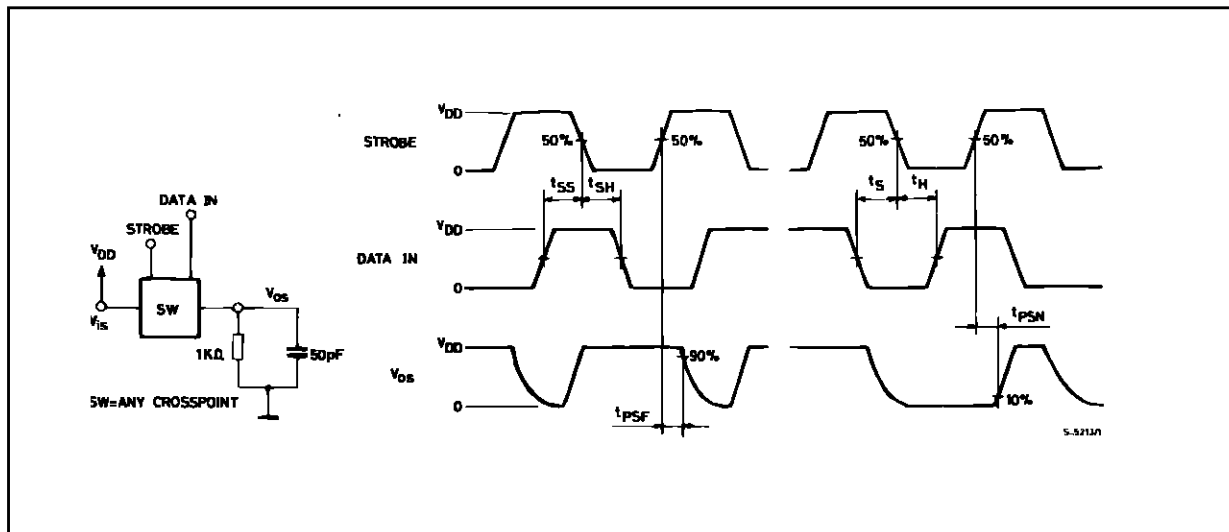 DATA IN
STROBE
VDD
Vis
SW
Vos
1KΩ
50pF
SW=ANY CROSSPOINT
STROBE
VDD
0
50%
50%
50%
50%
tSS
tSH
tS
tH
DATA IN
VDD
0
tPSN
Vos
VDD
0
90%
10%
tPSF
S-5213/1